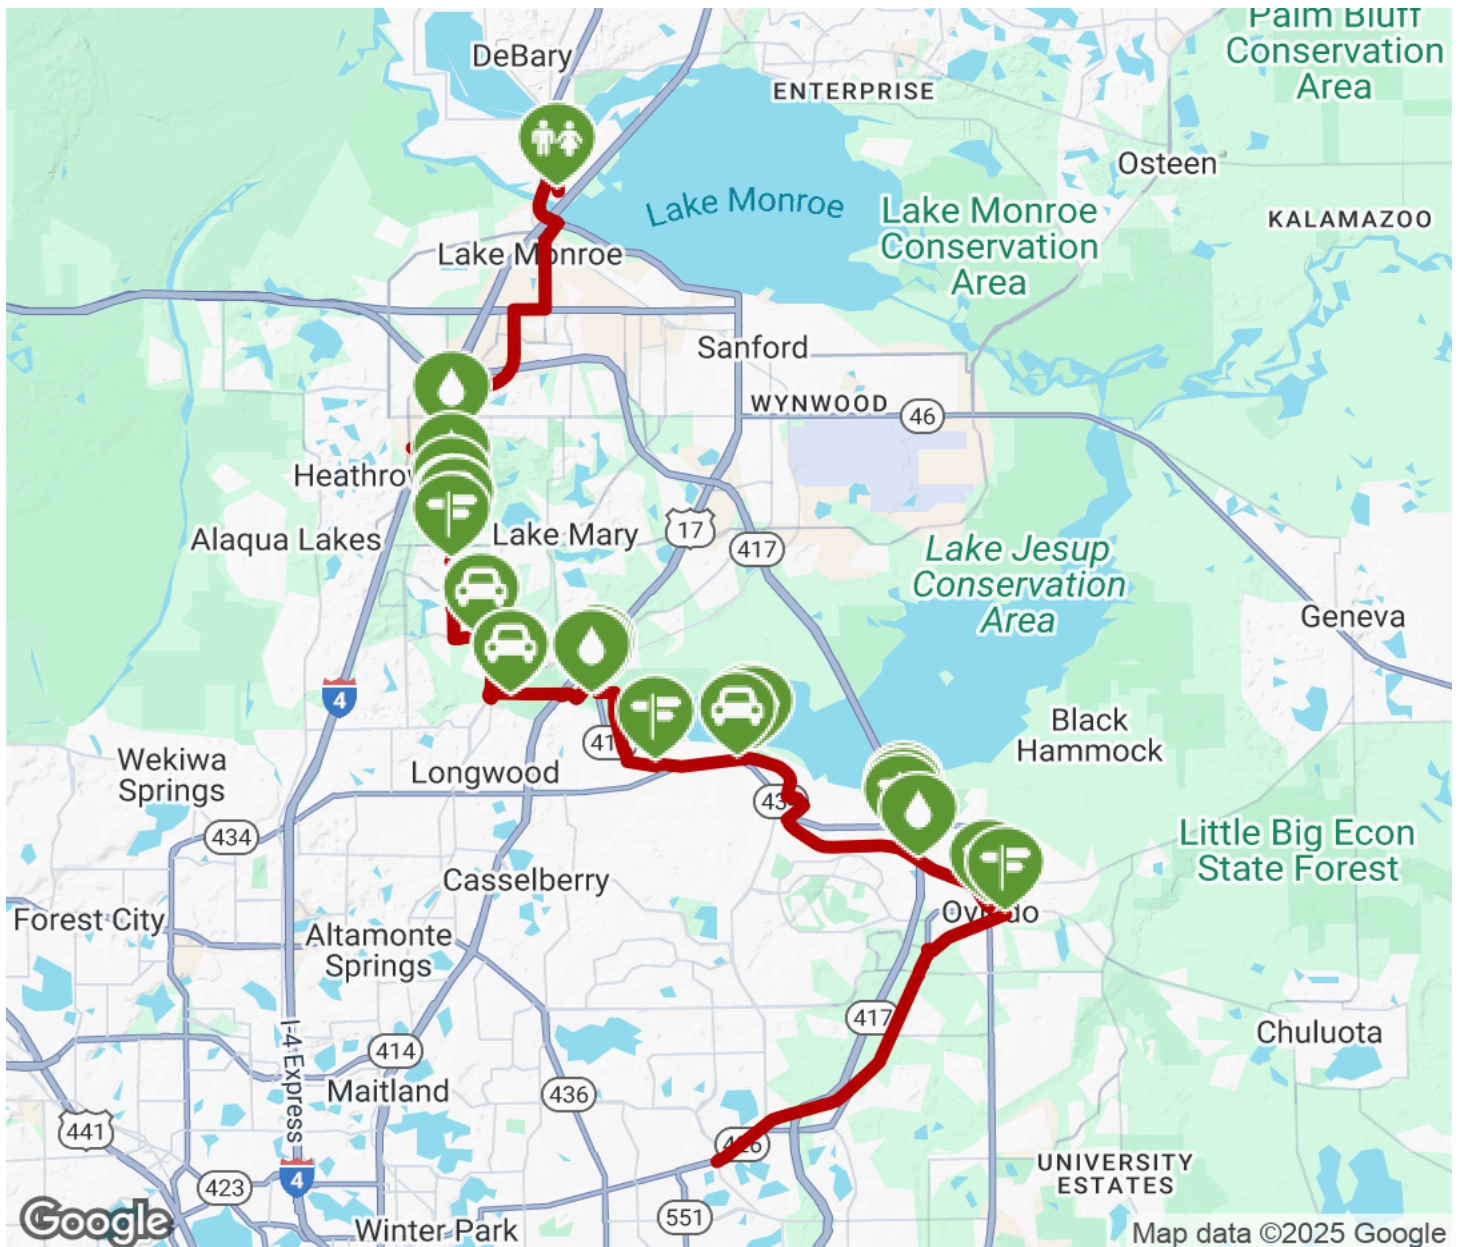 Palm Bluff
Conservation
Area
DeBary
ENTERPRISE
Osteen
Lake Monroe
Lake Monroe
Conservation
Area
KALAMAZOO
Lake Monroe
Sanford
WYNWOOD
46
Heathrow
Lake Mary
17
Alaqua Lakes
417
Lake Jesup
Conservation
Area
Geneva
4
Black
Hammock
Wekiwa
Springs
Longwood
434
Little Big Econ
State Forest
Casselberry
Forest City
Oviedo
Altamonte
Springs
417
Chuluota
I-4 Express
414
Maitland
436
441
426
UNIVERSITY
ESTATES
4
423
551
Google
Winter Park
Map data ©2025 Google